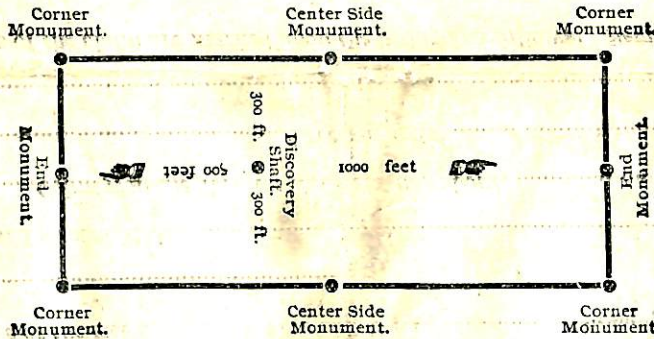 Corner
Monument.
Center Side
Monument.
Corner
Monument.
End
Monument.
500 feet
300 ft.
300 ft.
Discovery
Shaft.
1000 feet
End
Monument.
Corner
Monument.
Center Side
Monument.
Corner
Monument